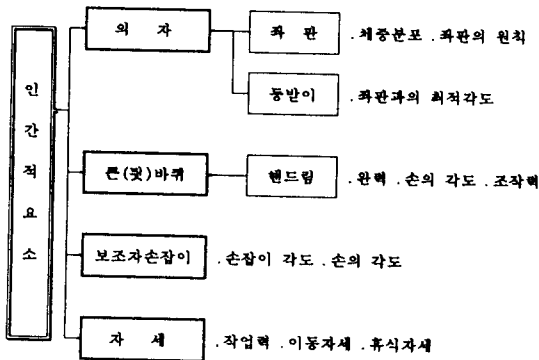 인간적요소
의 자
좌 판 . 체중분포 . 좌판의 원칙
등받이 . 좌판과의 최적각도
큰(뒷)바퀴
핸드림 . 완력 . 손의 각도 . 조작력
보조자손잡이 . 손잡이 각도 . 손의 각도
자 세 . 작업력 . 이동자세 . 휴식자세